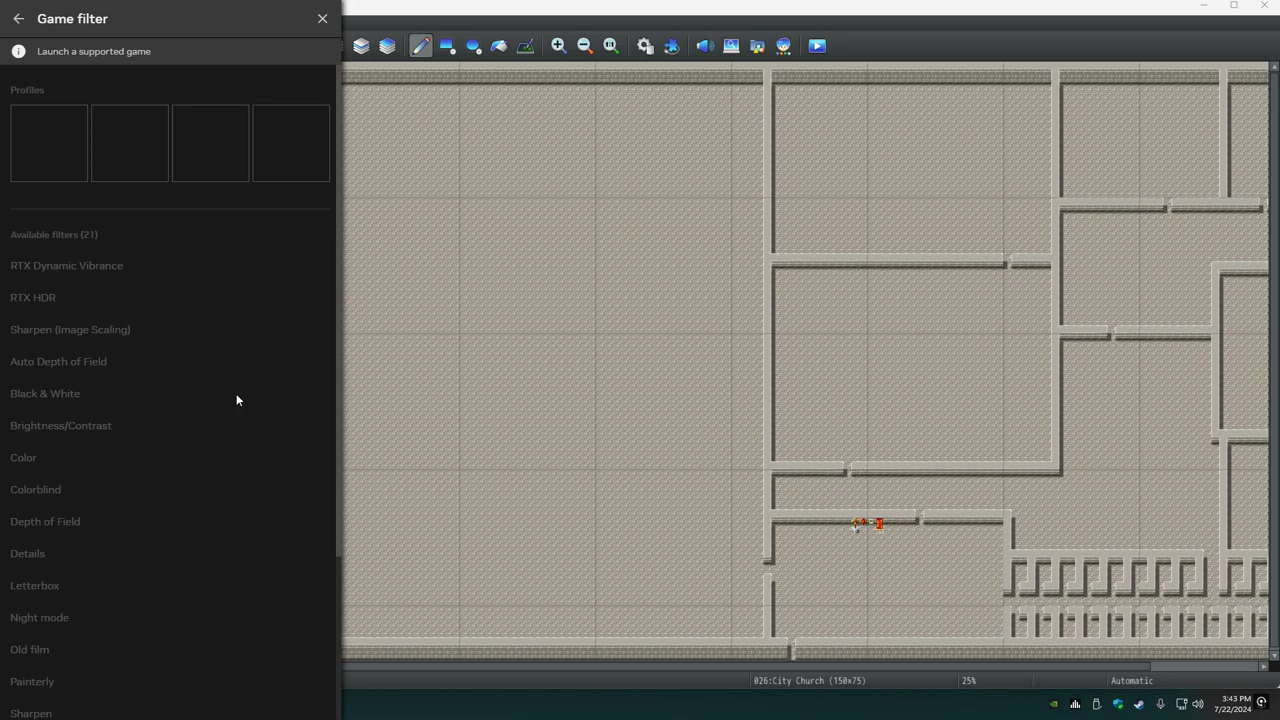 Game filter
Launch a supported game
Profiles
Available filters (21)
RTX Dynamic Vibrance
RTX HDR
Sharpen (Image Scaling)
Auto Depth of Field
Black & White
Brightness/Contrast
Color
Colorblind
Depth of Field
Details
Letterbox
Night mode
Old film
Painterly
Sharpen
026:City Church (150x75)
25%
Automatic
3:43 PM
7/22/2024